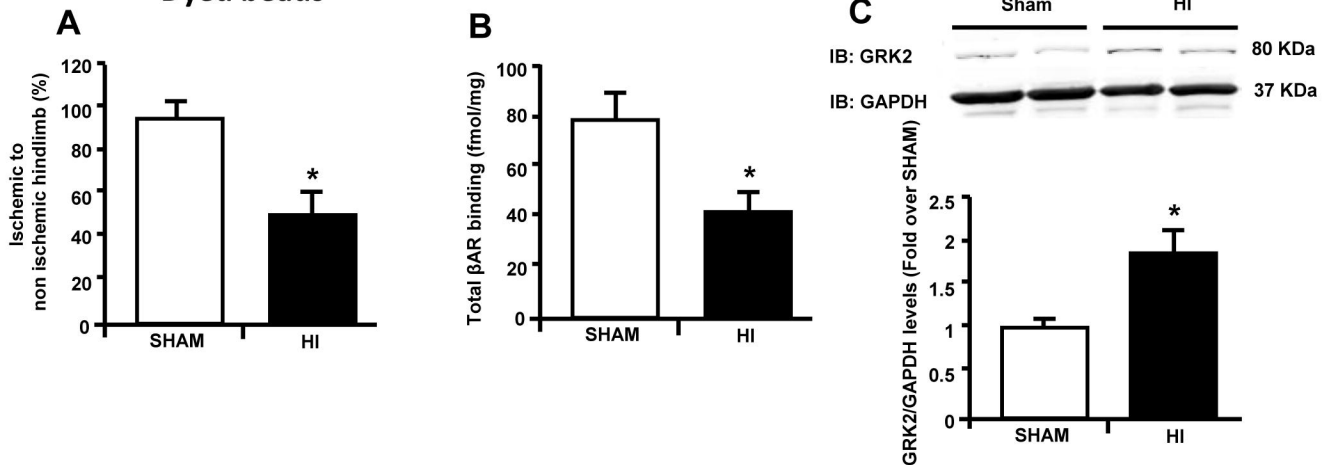 A
120
100
80
60
40
20
0
Ischemic to
non ischemic hindlimb (%)
*
SHAM HI
B
100
80
60
40
20
0
Total βAR binding (fmol/mg)
*
SHAM HI
C
Sham HI
IB: GRK2 80 KDa
IB: GAPDH 37 KDa
GRK2/GAPDH levels (Fold over SHAM)
2.5
2
1.5
1
0.5
0
*
SHAM HI